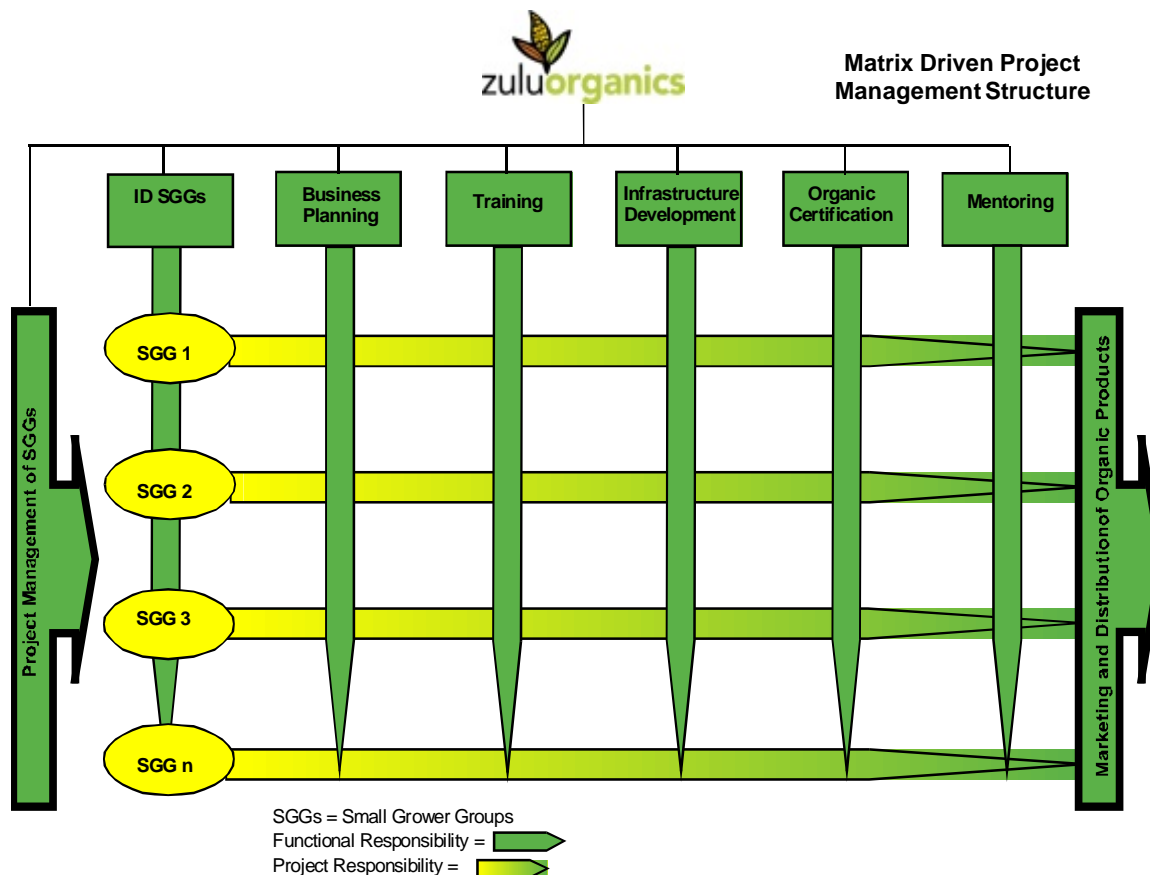 zuluorganics
Matrix Driven Project
Management Structure
ID SGGs
Business
Planning
Training
Infrastructure
Development
Organic
Certification
Mentoring
Project Management of SGGs
SGG 1
SGG 2
SGG 3
SGG n
Marketing and Distributionof Organic Products
SGGs = Small Grower Groups
Functional Responsibility =
Project Responsibility =